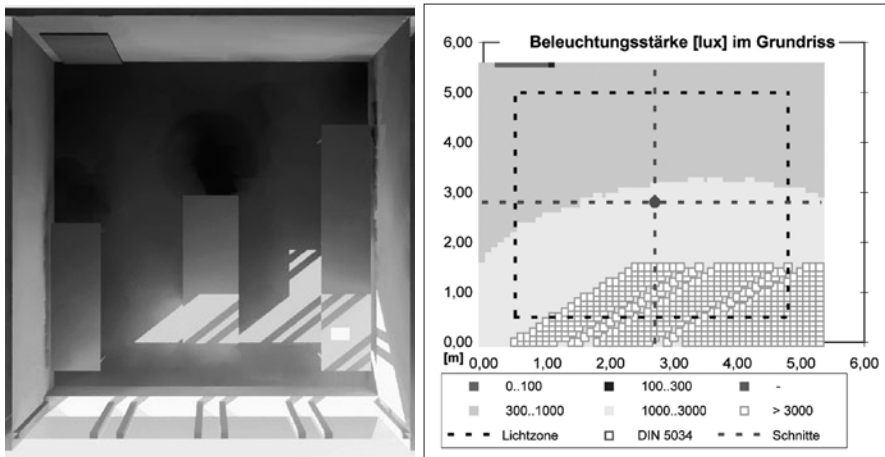 Beleuchtungsstärke [lux] im Grundriss
6,00
5,00
4,00
3,00
2,00
1,00
0,00
[m] 0,00 1,00 2,00 3,00 4,00 5,00 6,00
0..100 100..300 -
300..1000 1000..3000 > 3000
Lichtzone DIN 5034 Schnitte